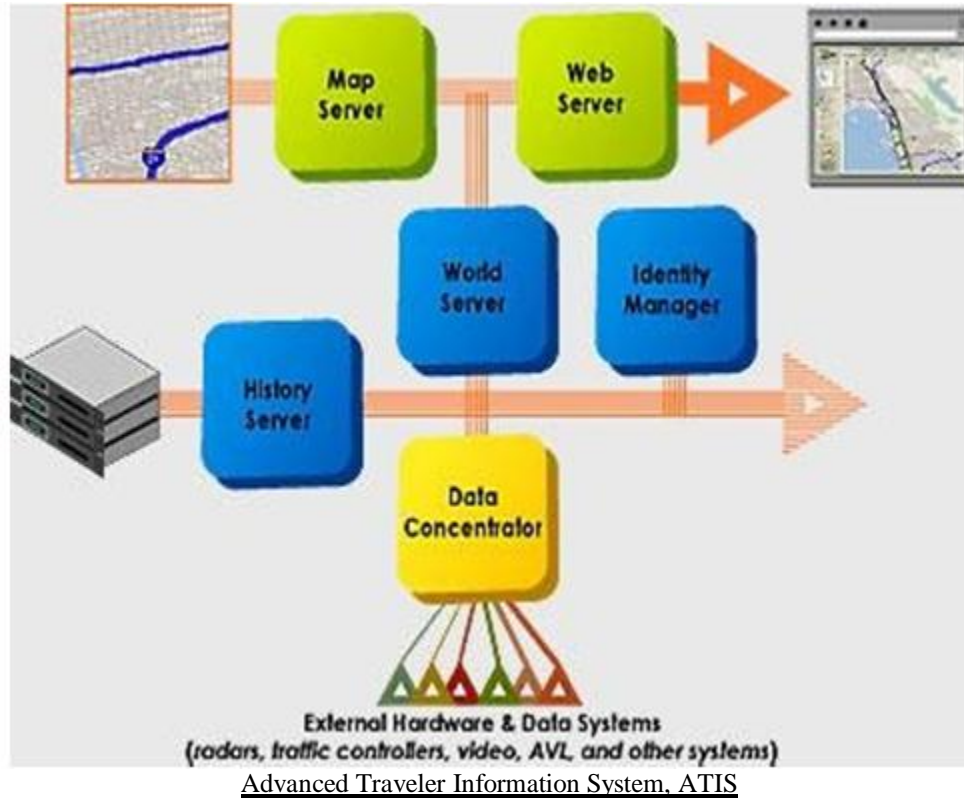 Map
Server
Web
Server
World
Server
Identity
Manager
History
Server
Data
Concentrator
External Hardware & Data Systems
(radars, traffic controllers, video, AVL, and other systems)
Advanced Traveler Information System, ATIS